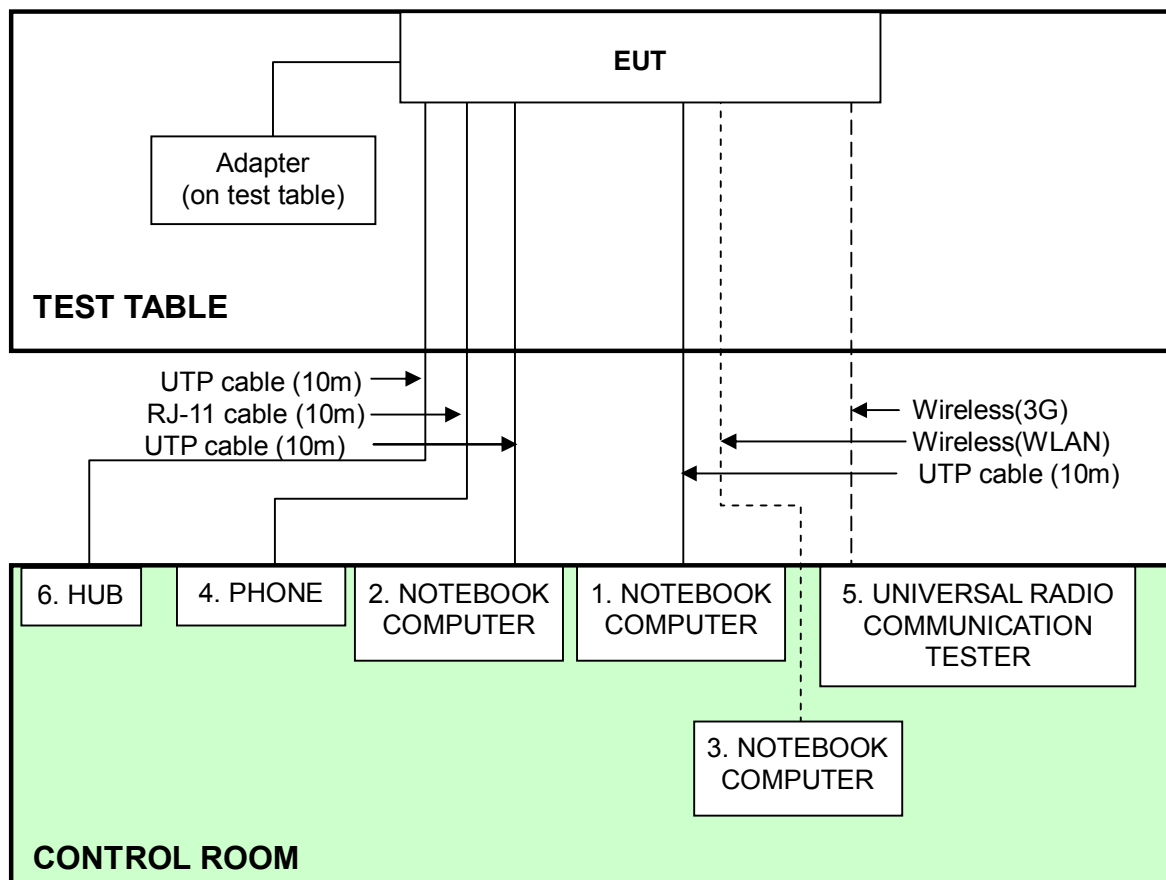 EUT
Adapter
(on test table)
TEST TABLE
UTP cable (10m)
RJ-11 cable (10m)
UTP cable (10m)
Wireless(3G)
Wireless(WLAN)
UTP cable (10m)
6. HUB
4. PHONE
2. NOTEBOOK
COMPUTER
1. NOTEBOOK
COMPUTER
5. UNIVERSAL RADIO
COMMUNICATION
TESTER
3. NOTEBOOK
COMPUTER
CONTROL ROOM